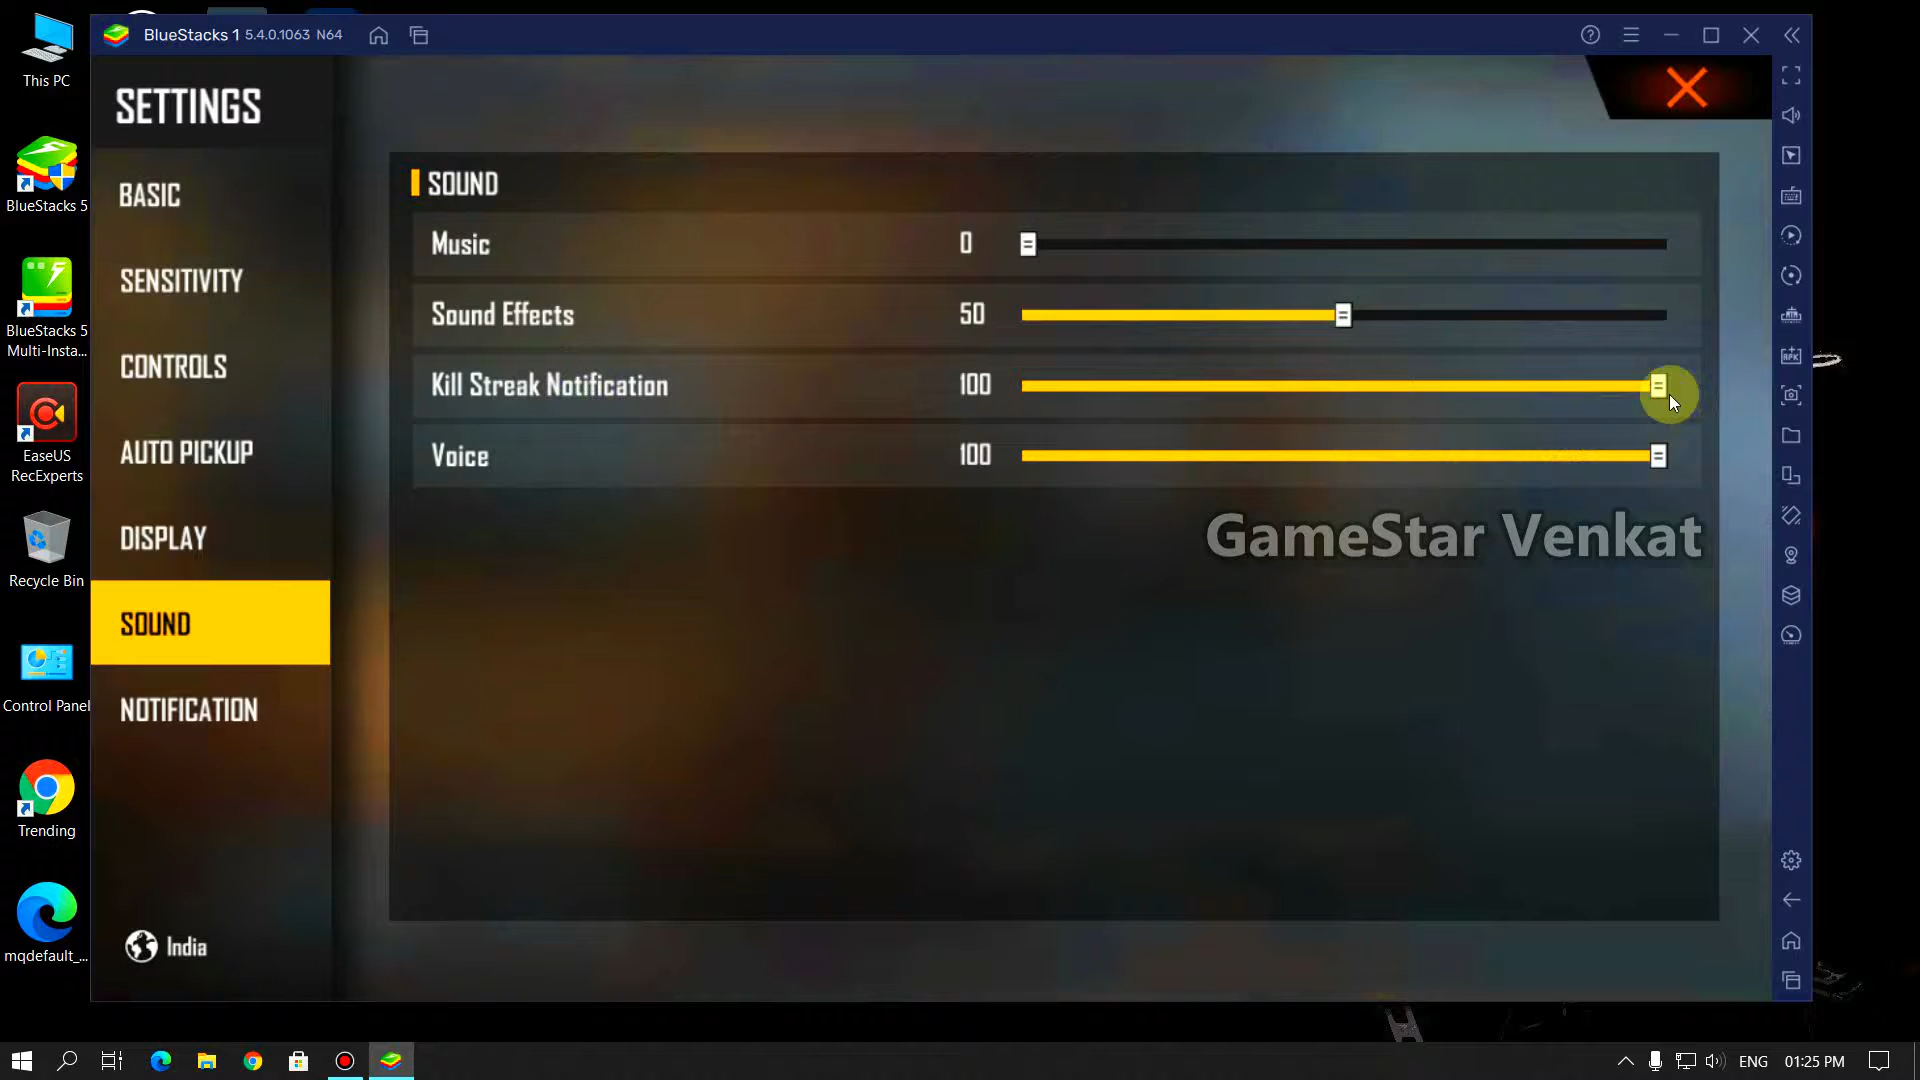 This PC
BlueStacks 5
BlueStacks 5
Multi-Insta...
EaseUS
RecExperts
Recycle Bin
Control Panel
Trending
mqdefault_...
BlueStacks 1 5.4.0.1063 N64
SETTINGS
BASIC
SENSITIVITY
CONTROLS
AUTO PICKUP
DISPLAY
SOUND
NOTIFICATION
India
SOUND
Music 0
Sound Effects 50
Kill Streak Notification 100
Voice 100
GameStar Venkat
ENG 01:25 PM